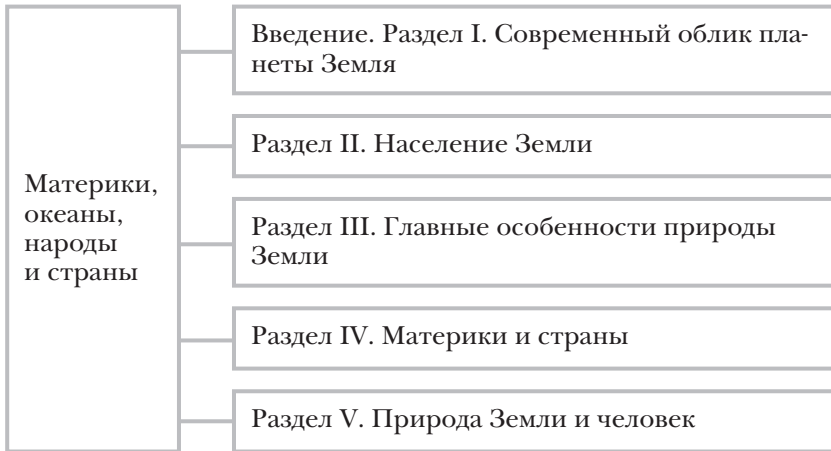 Материки,
океаны,
народы
и страны
Введение. Раздел I. Современный облик пла-
неты Земля
Раздел II. Население Земли
Раздел III. Главные особенности природы
Земли
Раздел IV. Материки и страны
Раздел V. Природа Земли и человек